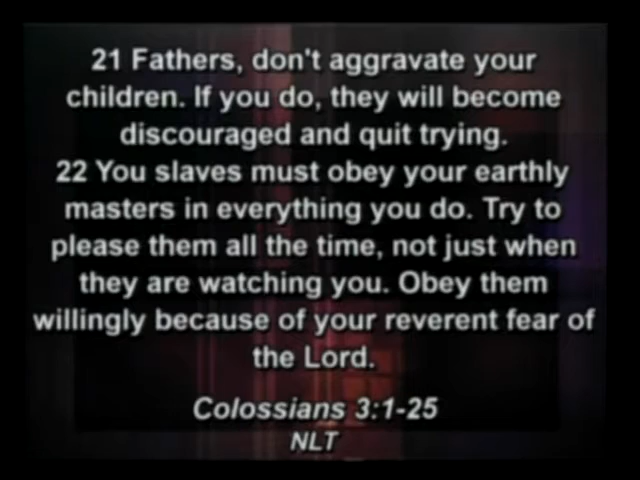 21 Fathers, don't aggravate your
children. If you do, they will become
discouraged and quit trying.
22 You slaves must obey your earthly
masters in everything you do. Try to
please them all the time, not just when
they are watching you. Obey them
willingly because of your reverent fear of
the Lord.
Colossians 3:1-25
NLT